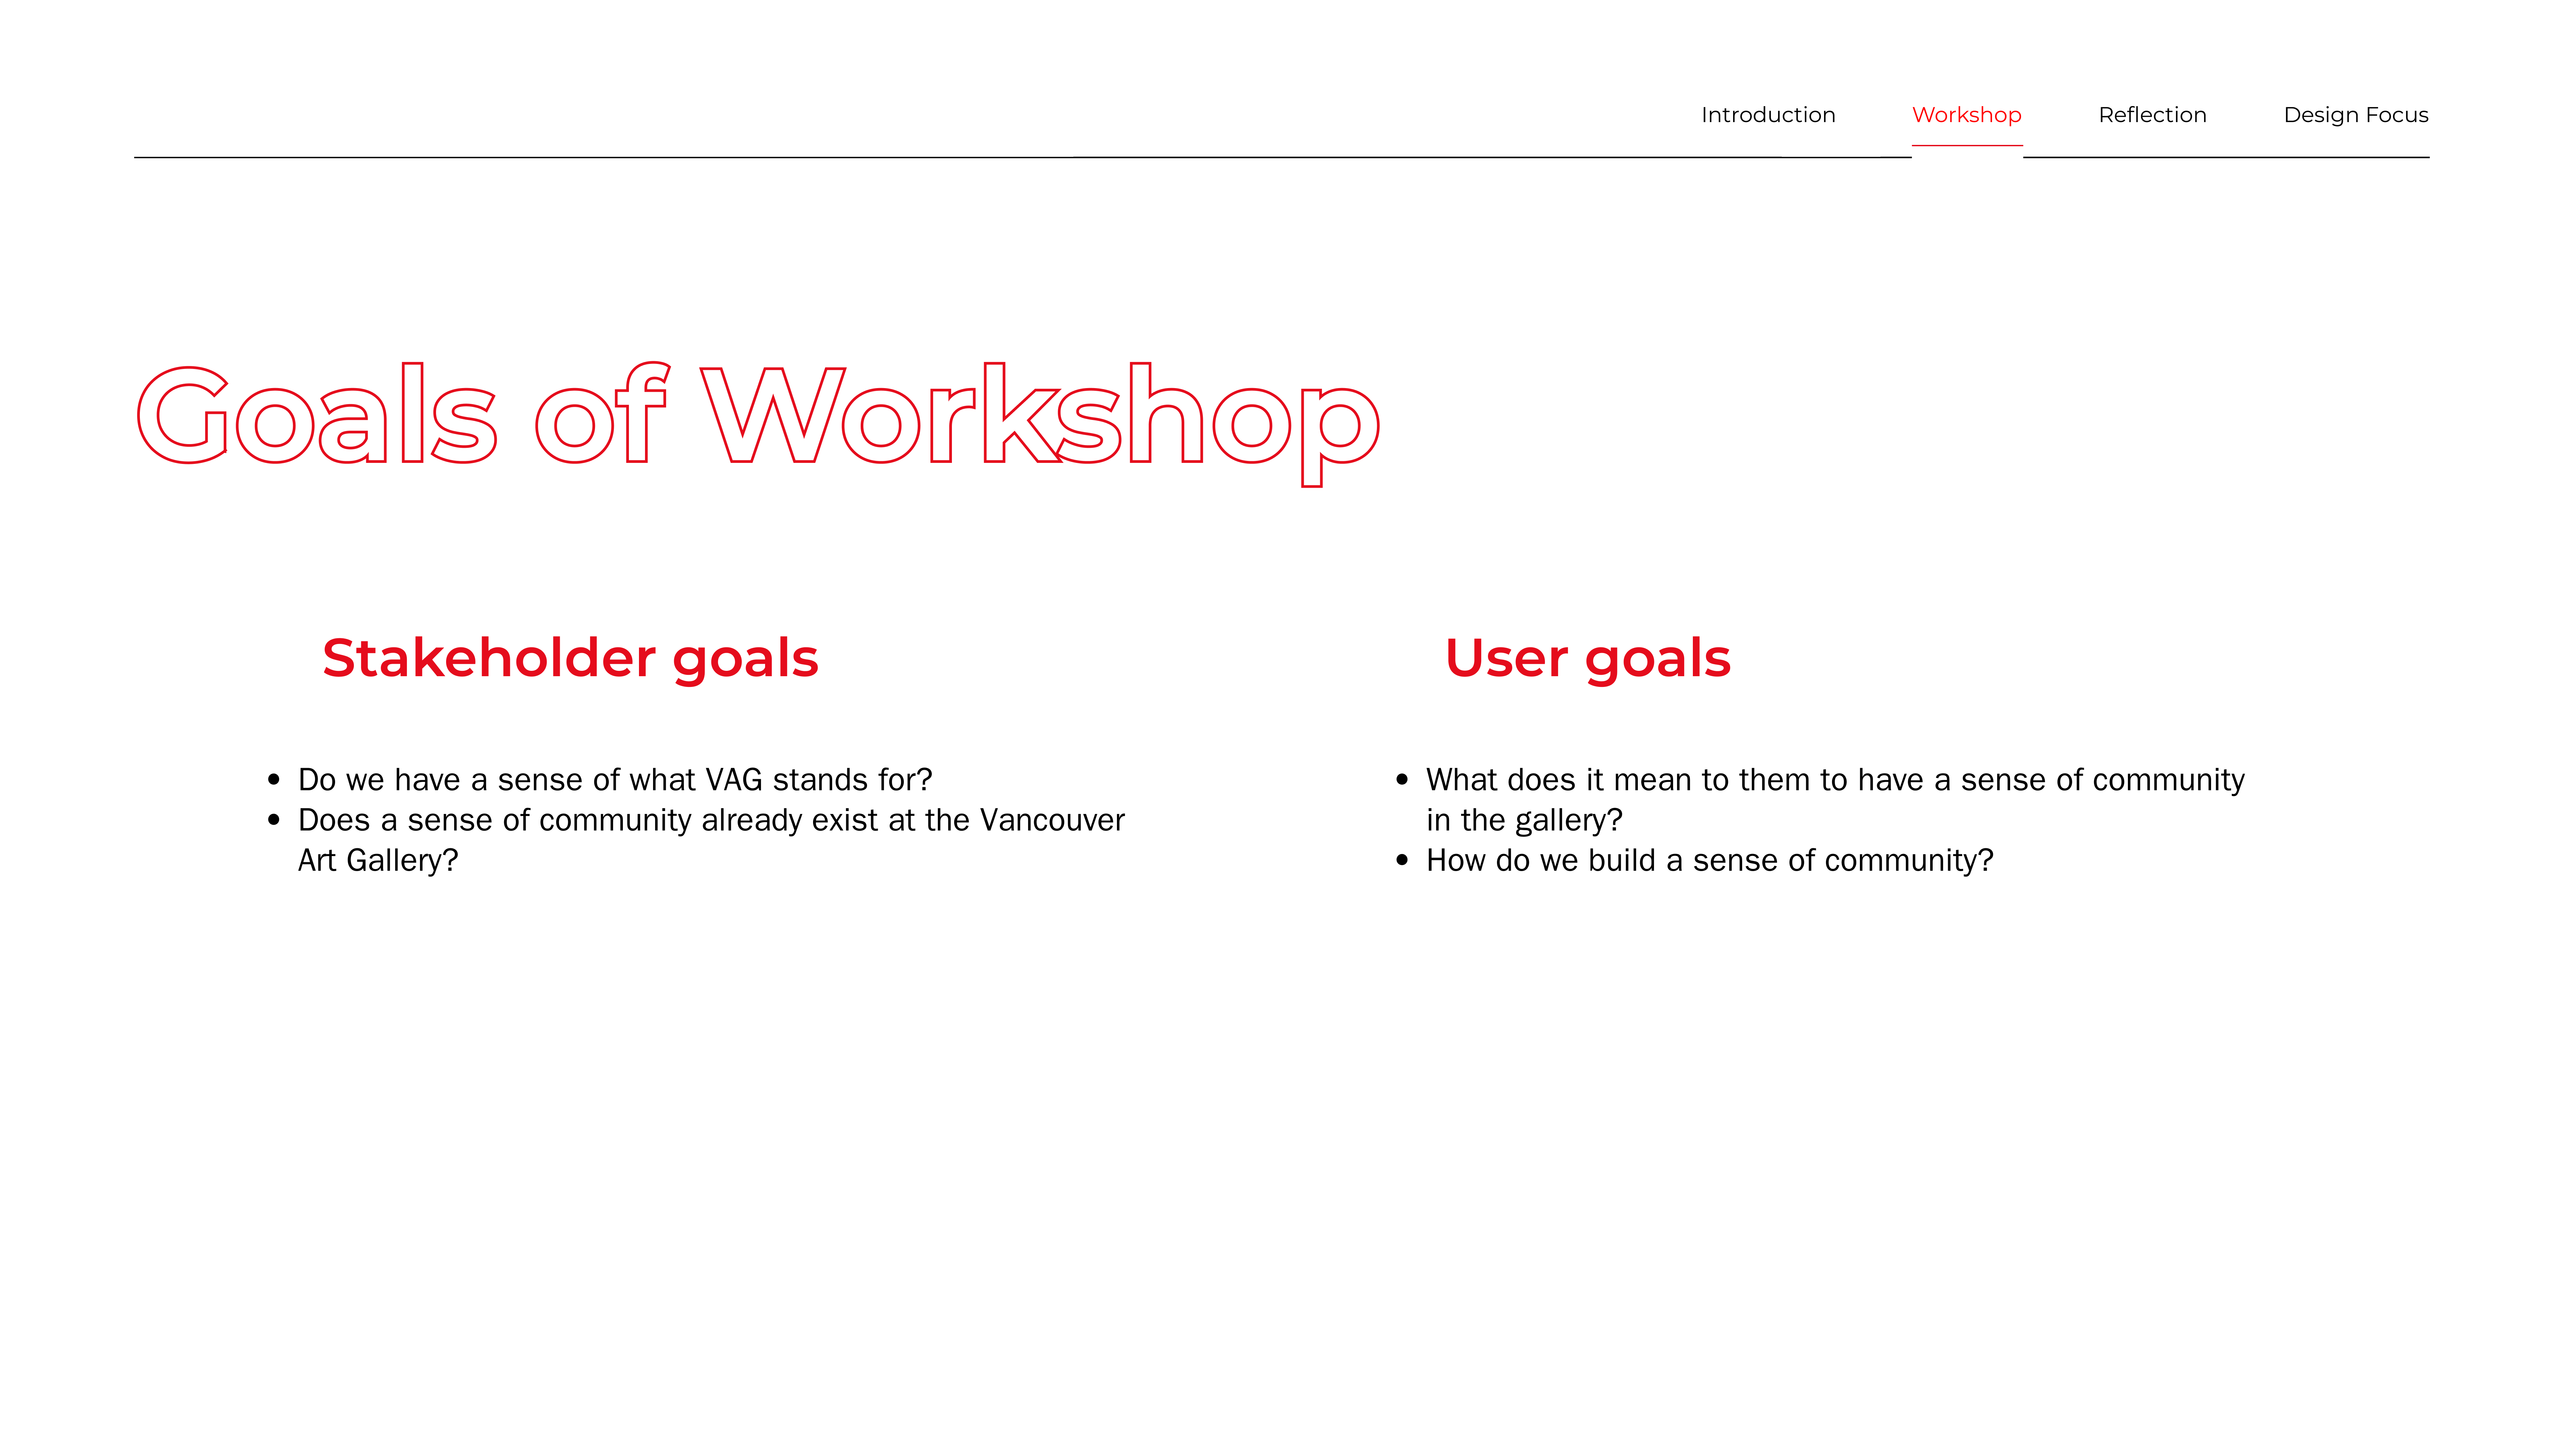 Introduction Workshop Reflection Design Focus
Goals of Workshop
Stakeholder goals
• Do we have a sense of what VAG stands for?
• Does a sense of community already exist at the Vancouver
Art Gallery?
User goals
• What does it mean to them to have a sense of community
in the gallery?
• How do we build a sense of community?